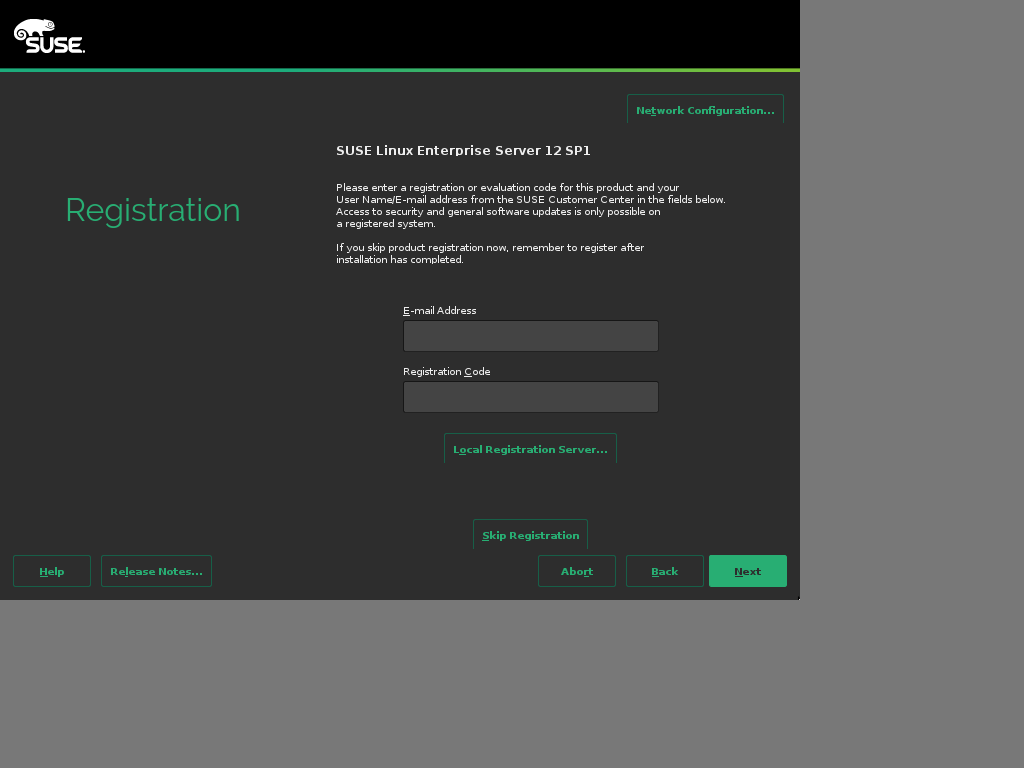 SUSE
Network Configuration...
SUSE Linux Enterprise Server 12 SP1
Registration
Please enter a registration or evaluation code for this product and your
User Name/E-mail address from the SUSE Customer Center in the fields below.
Access to security and general software updates is only possible on
a registered system.
If you skip product registration now, remember to register after
installation has completed.
E-mail Address
Registration Code
Local Registration Server...
Skip Registration
Help
Release Notes...
Abort
Back
Next